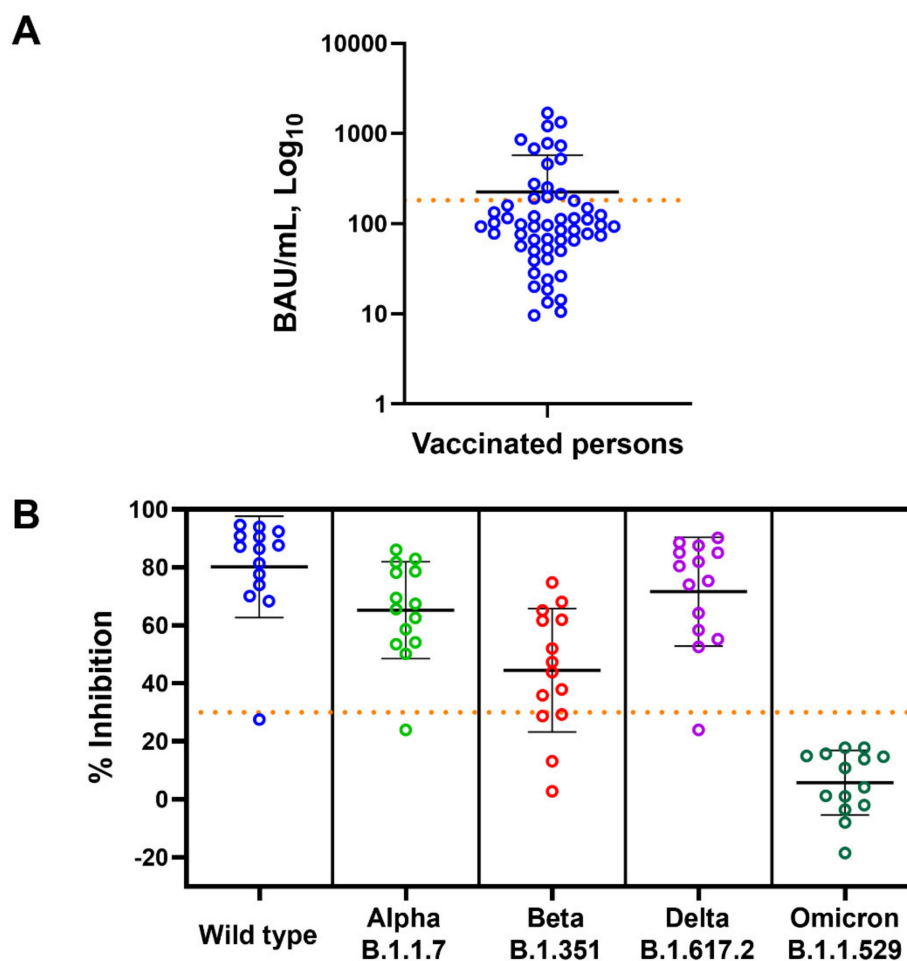 A
10000
1000
100
10
1
BAU/mL, Log10
Vaccinated persons
B
100
80
60
40
20
0
-20
% Inhibition
Wild type
Alpha
B.1.1.7
Beta
B.1.351
Delta
B.1.617.2
Omicron
B.1.1.529